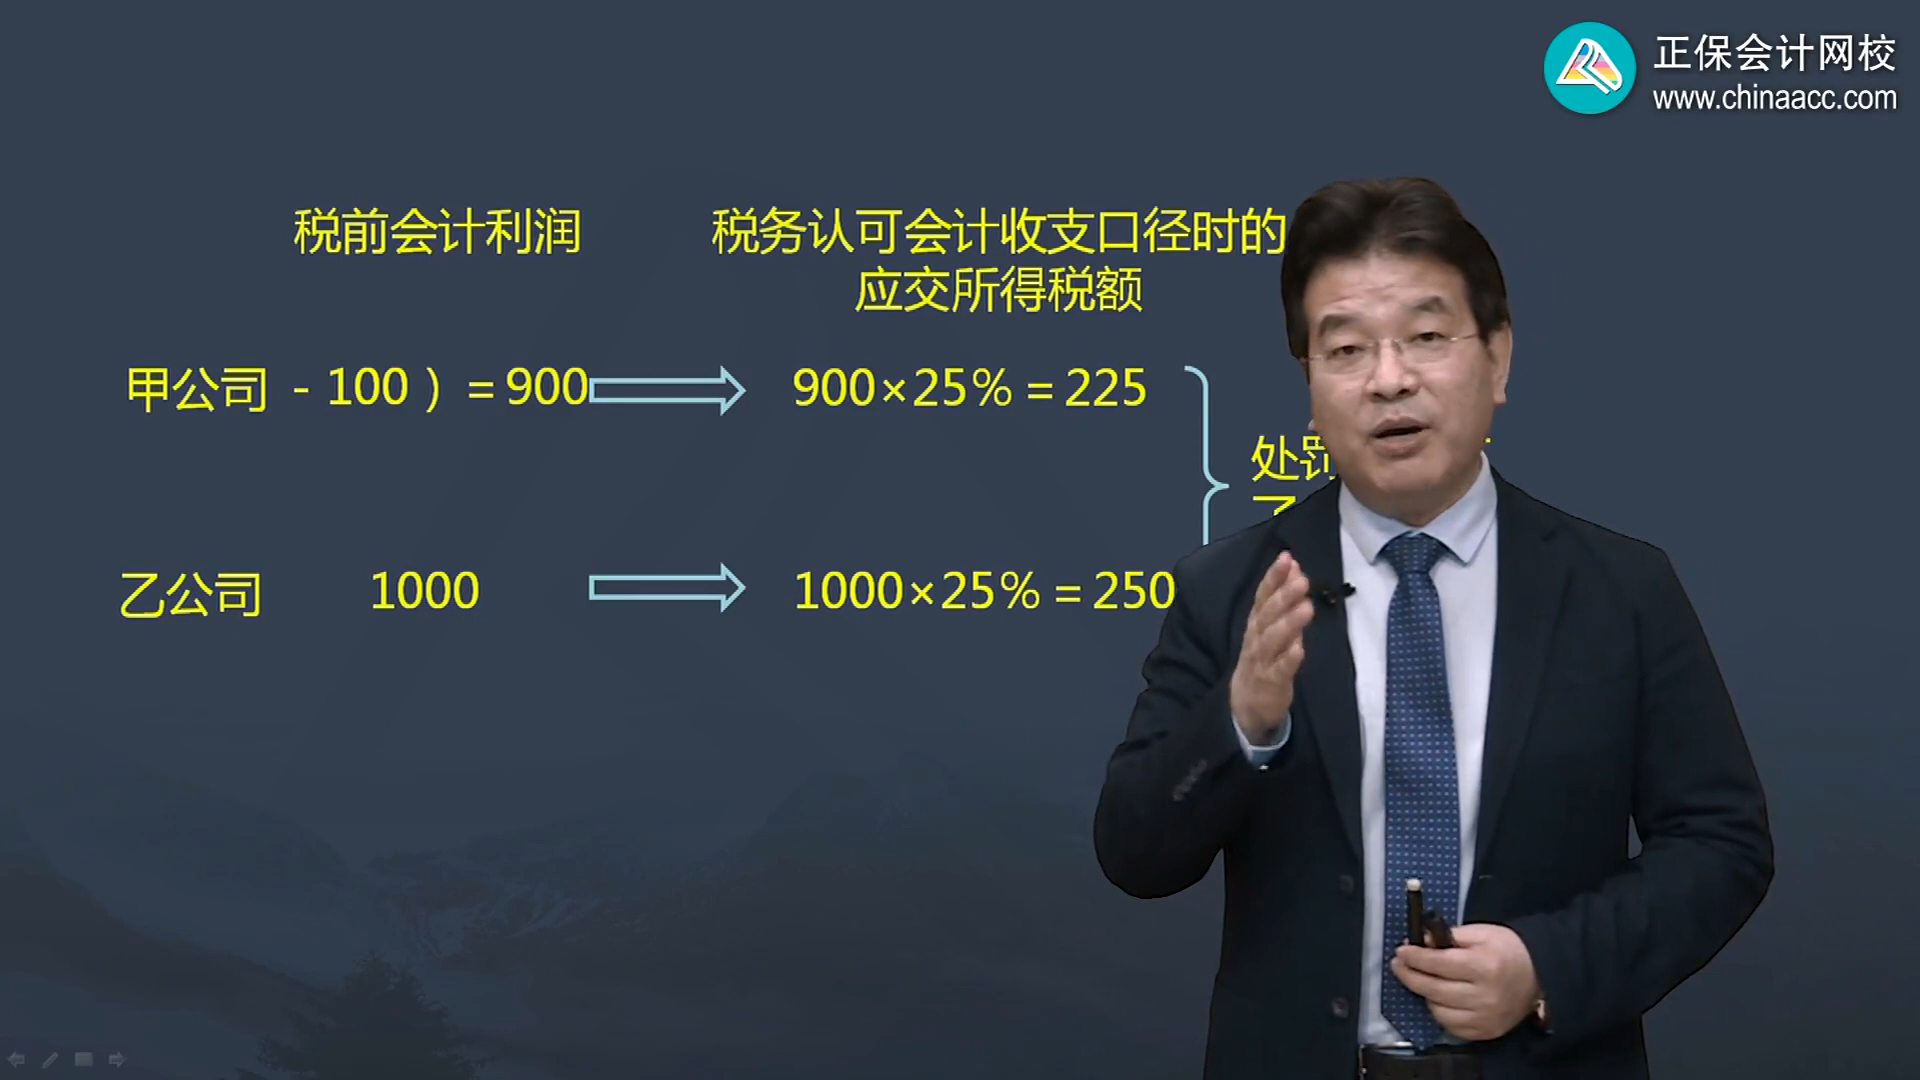 正保会计网校
www.chinaacc.com
税前会计利润
税务认可会计收支口径时的
应交所得税额
甲公司 -100）＝900
900×25%＝225
处罚
乙公司
1000
1000×25%＝250